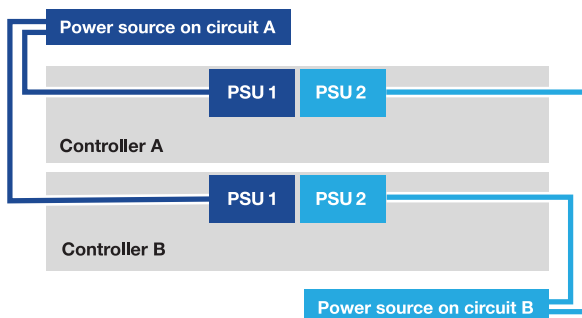 Power source on circuit A
PSU 1 PSU 2
Controller A
PSU 1 PSU 2
Controller B
Power source on circuit B